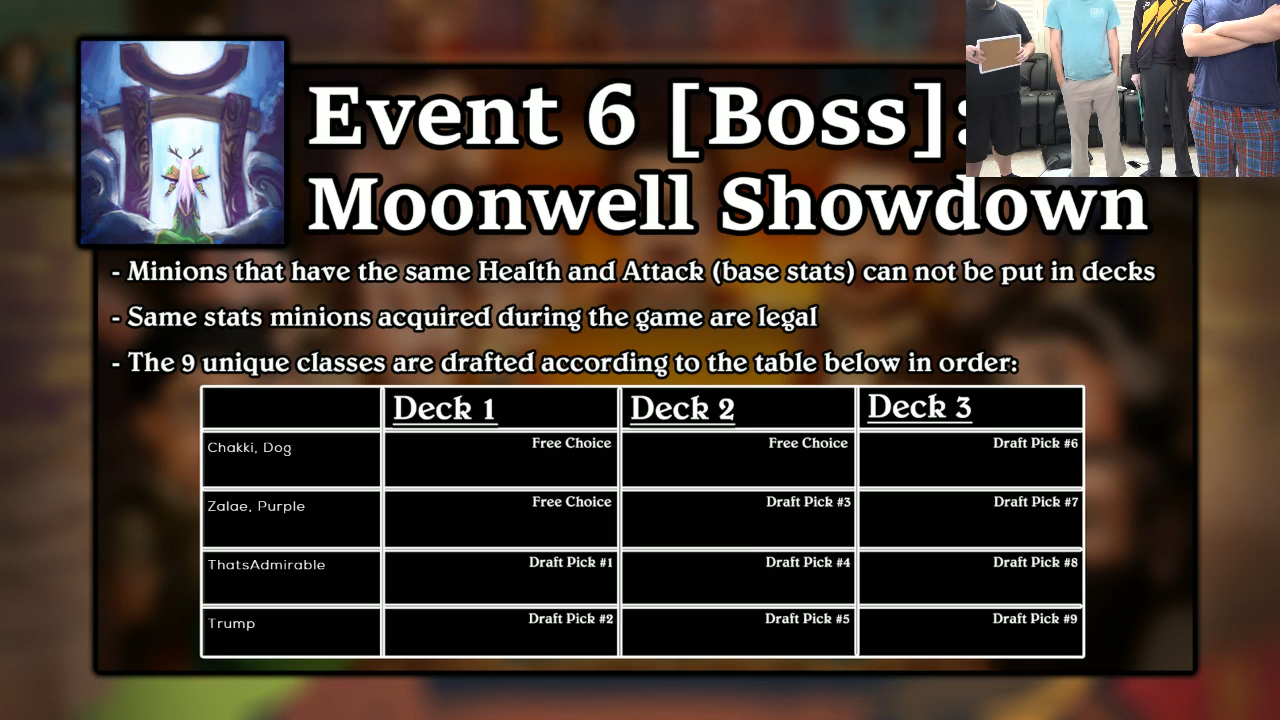 Event 6 [Boss]:
Moonwell Showdown
- Minions that have the same Health and Attack (base stats) can not be put in decks
- Same stats minions acquired during the game are legal
- The 9 unique classes are drafted according to the table below in order:
Deck 1 Deck 2 Deck 3
Chakki, Dog Free Choice Free Choice Draft Pick #6
Zalae, Purple Free Choice Draft Pick #3 Draft Pick #7
ThatsAdmirable Draft Pick #1 Draft Pick #4 Draft Pick #8
Trump Draft Pick #2 Draft Pick #5 Draft Pick #9